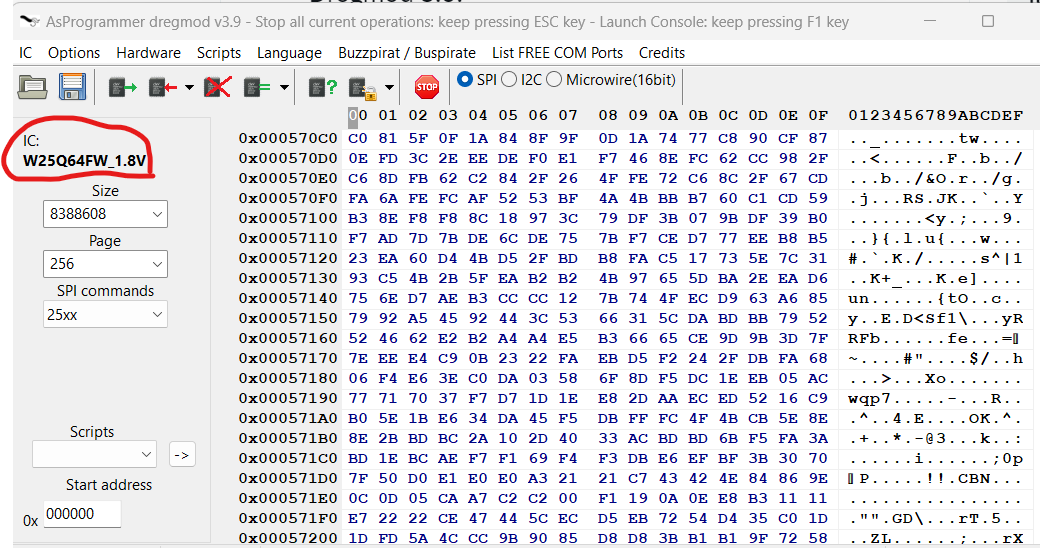 AsProgrammer dregmod v3.9 - Stop all current operations: keep pressing ESC key - Launch Console: keep pressing F1 key
IC Options Hardware Scripts Language Buzzpirat / Buspirate List FREE COM Ports Credits
STOP SPI I2C Microwire(16bit)
00 01 02 03 04 05 06 07 08 09 0A 0B 0C 0D 0E 0F 0123456789ABCDEF
IC:
W25Q64FW_1.8V
Size
8388608
Page
256
SPI commands
25xx
Scripts
->
Start address
0x 000000
0x000570C0 C0 81 5F 0F 1A 84 8F 9F 0D 1A 74 77 C8 90 CF 87 .._.......tw....
0x000570D0 0E FD 3C 2E EE DE F0 E1 F7 46 8E FC 62 CC 98 2F ..<......F..b../
0x000570E0 C6 8D FB 62 C2 84 2F 26 4F FE 72 C6 8C 2F 67 CD ...b../&O.r../g.
0x000570F0 FA 6A FE FC AF 52 53 BF 4A 4B BB B7 60 C1 CD 59 .j...RS.JK..`..Y
0x00057100 B3 8E F8 F8 8C 18 97 3C 79 DF 3B 07 9B DF 39 B0 .......<y.;...9.
0x00057110 F7 AD 7D 7B DE 6C DE 75 7B F7 CE D7 77 EE B8 B5 ..}{.l.u{...w...
0x00057120 23 EA 60 D4 4B D5 2F BD B8 FA C5 17 73 5E 7C 31 #.`.K./.....s^|1
0x00057130 93 C5 4B 2B 5F EA B2 B2 4B 97 65 5D BA 2E EA D6 ..K+_...K.e]....
0x00057140 75 6E D7 AE B3 CC CC 12 7B 74 4F EC D9 63 A6 85 un......{tO..c..
0x00057150 79 92 A5 45 92 44 3C 53 66 31 5C DA BD BB 79 52 y..E.D<Sf1\...yR
0x00057160 52 46 62 E2 B2 A4 A4 E5 B3 66 65 CE 9D 9B 3D 7F RFb......fe...=
0x00057170 7E EE E4 C9 0B 23 22 FA EB D5 F2 24 2F DB FA 68 ~....#"....$/..h
0x00057180 06 F4 E6 3E C0 DA 03 58 6F 8D F5 DC 1E EB 05 AC ...>...Xo.......
0x00057190 77 71 70 37 F7 D7 1D 1E E8 2D AA EC ED 52 16 C9 wqp7.....-...R..
0x000571A0 B0 5E 1B E6 34 DA 45 F5 DB FF FC 4F 4B CB 5E 8E .^..4.E....OK.^.
0x000571B0 8E 2B BD BC 2A 10 2D 40 33 AC BD BD 6B F5 FA 3A .+..*.-@3...k..:
0x000571C0 BD 1E BC AE F7 F1 69 F4 F3 DB E6 EF BF 3B 30 70 ......i......;0p
0x000571D0 7F 50 D0 E1 E0 E0 A3 21 21 C7 43 42 4E 84 86 9E P.....!!.CBN...
0x000571E0 0C 0D 05 CA A7 C2 C2 00 F1 19 0A 0E E8 B3 11 11 ................
0x000571F0 E7 22 22 CE 47 44 5C EC D5 EB 72 54 D4 35 C0 1D ."".GD\...rT.5..
0x00057200 1D FD 5A 4C CC 9B 90 85 D8 D8 3B B1 B1 9F 72 58 ..ZL......;...rX